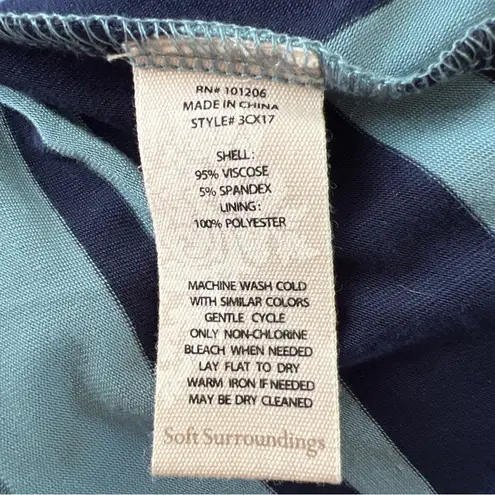 RN# 101206
MADE IN CHINA
STYLE# 3CX17
SHELL:
95% VISCOSE
5% SPANDEX
LINING:
100% POLYESTER
MACHINE WASH COLD
WITH SIMILAR COLORS
GENTLE CYCLE
ONLY NON-CHLORINE
BLEACH WHEN NEEDED
LAY FLAT TO DRY
WARM IRON IF NEEDED
MAY BE DRY CLEANED
Soft Surroundings